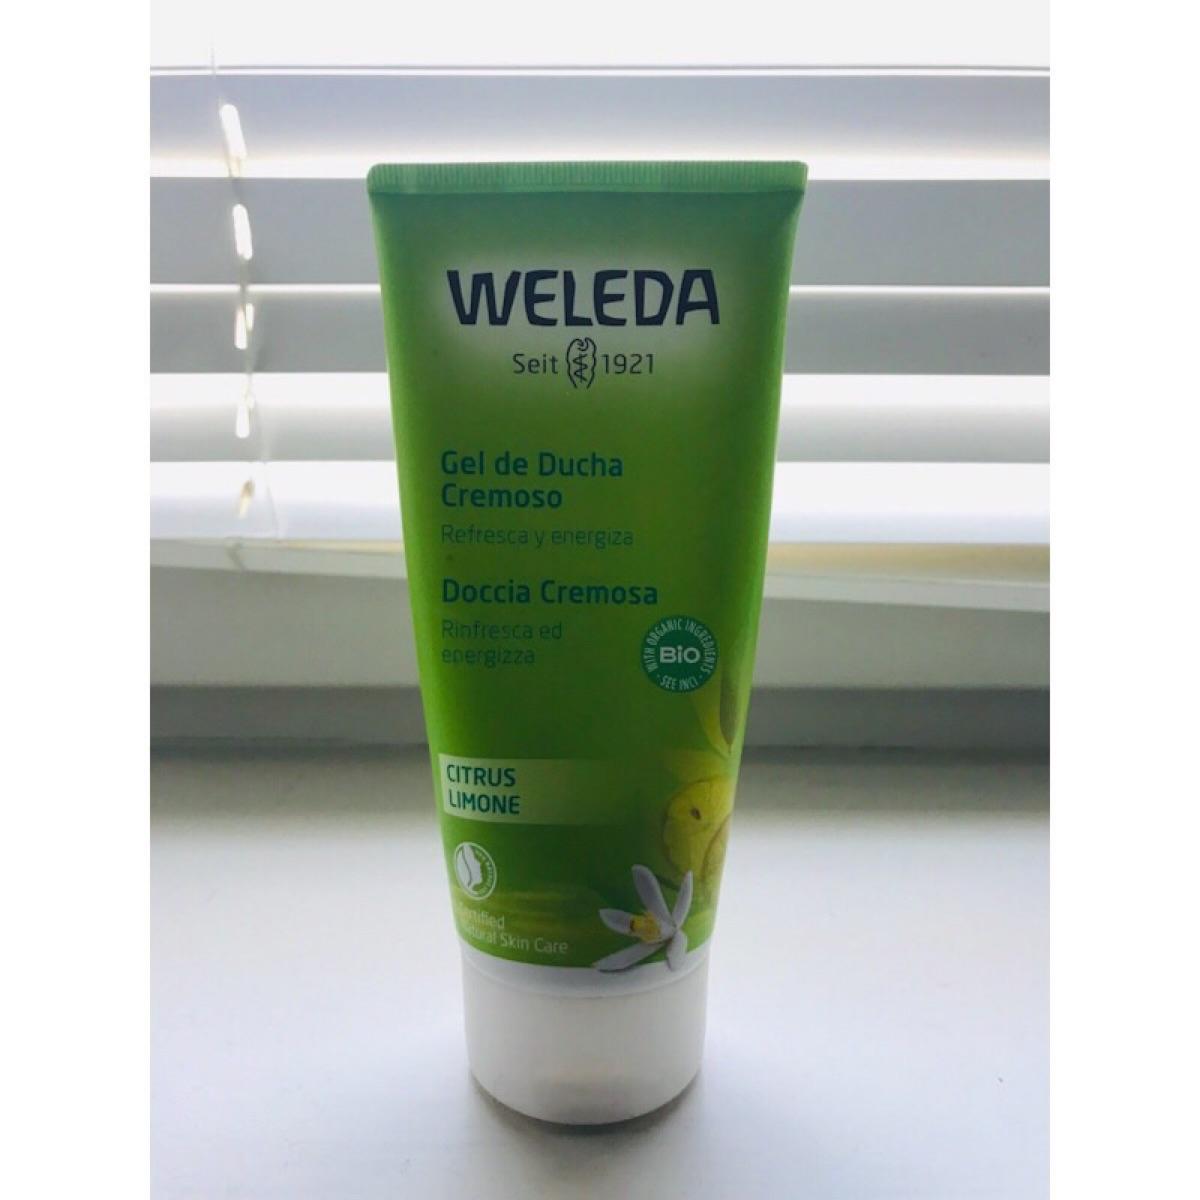 WELEDA
Seit 1921
Gel de Ducha
Cremoso
Refresca y energiza
Doccia Cremosa
Rinfresca ed
energizza
WITH ORGANIC INGREDIENTS
BiO
- SEE INCI -
CITRUS
LIMONE
Certified
Natural Skin Care